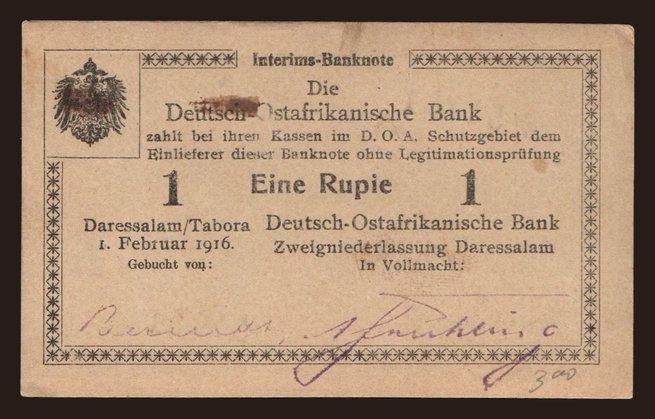 Interims-Banknote
Die
Deutsch-Ostafrikanische Bank
zahlt bei ihren Kassen im D. O. A. Schutzgebiet dem
Einlieferer dieser Banknote ohne Legitimationsprüfung
1 Eine Rupie 1
Daressalam/Tabora
1. Februar 1916.
Gebucht von:
Deutsch-Ostafrikanische Bank
Zweigniederlassung Daressalam
In Vollmacht:
300